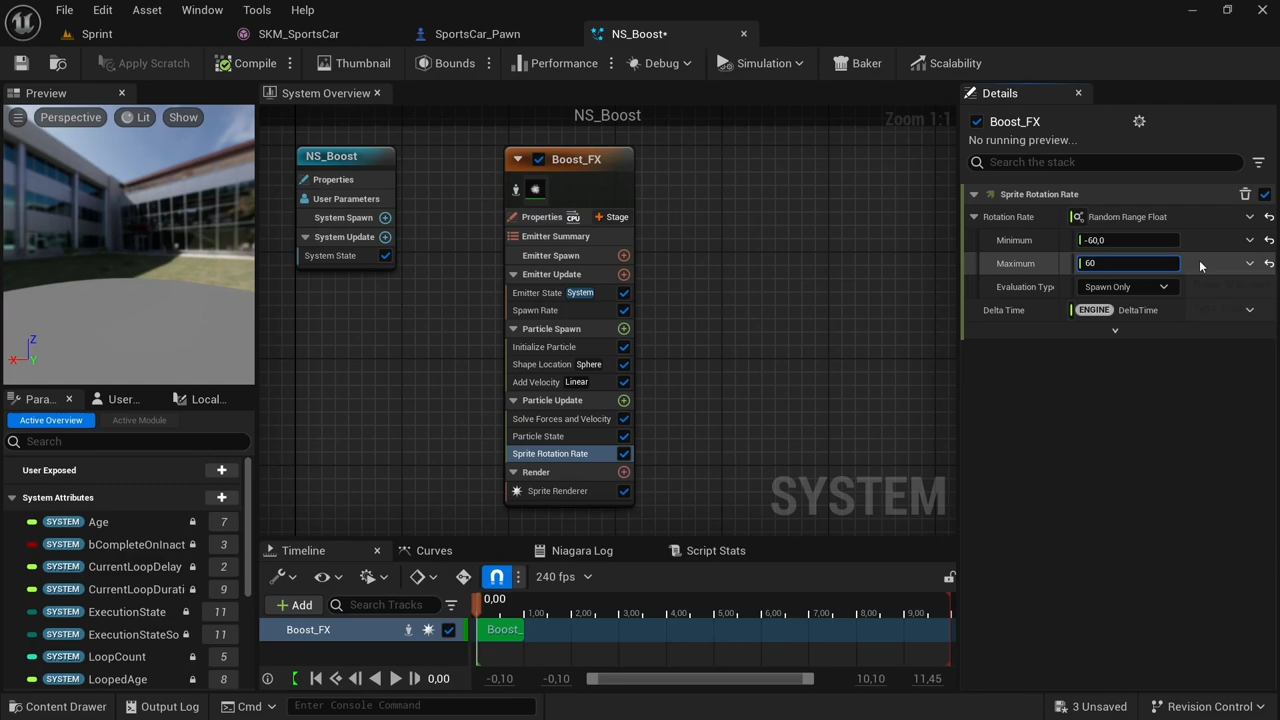 File Edit Asset Window Tools Help
Sprint SKM_SportsCar SportsCar_Pawn NS_Boost*
Apply Scratch Compile Thumbnail Bounds Performance Debug Simulation Baker Scalability
Preview
Perspective Lit Show
Z
X Y
Para... User... Local...
Active Overview Active Module
Search
User Exposed
System Attributes
SYSTEM Age 7
SYSTEM bCompleteOnInact 3
SYSTEM CurrentLoopDelay 2
SYSTEM CurrentLoopDurati 9
SYSTEM ExecutionState 11
SYSTEM ExecutionStateSo 11
SYSTEM LoopCount 5
SYSTEM LoopedAge 8
System Overview
NS_Boost
Zoom 1:1
NS_Boost
Properties
User Parameters
System Spawn
System Update
System State
Boost_FX
Properties CPU Stage
Emitter Summary
Emitter Spawn
Emitter Update
Emitter State System
Spawn Rate
Particle Spawn
Initialize Particle
Shape Location Sphere
Add Velocity Linear
Particle Update
Solve Forces and Velocity
Particle State
Sprite Rotation Rate
Render
Sprite Renderer
SYSTEM
Timeline Curves Niagara Log Script Stats
240 fps
Add Search Tracks
0,00
1,00 2,00 3,00 4,00 5,00 6,00 7,00 8,00 9,00
Boost_FX Boost_
0,00 -0,10 -0,10 10,10 11,45
Details
Boost_FX
No running preview...
Search the stack
Sprite Rotation Rate
Rotation Rate Random Range Float
Minimum -60,0
Maximum 60
Evaluation Typ Spawn Only
Delta Time ENGINE DeltaTime
Content Drawer Output Log Cmd Enter Console Command 3 Unsaved Revision Control